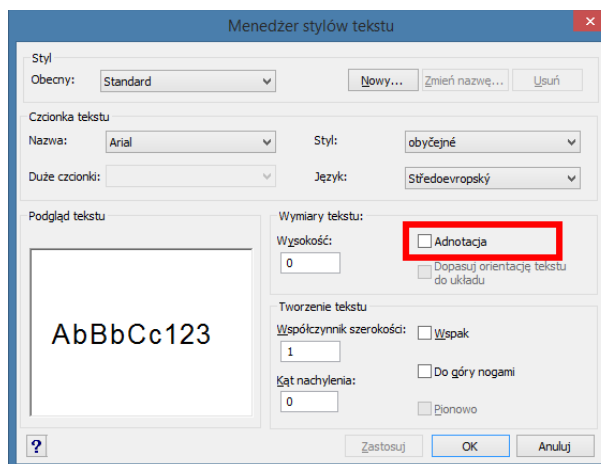 Menedżer stylów tekstu
Styl
Obecny: Standard Nowy... Zmień nazwę... Usuń
Czcionka tekstu
Nazwa: Arial Styl: obyčejné
Duże czcionki: Język: Středoevropský
Podgląd tekstu
AbBbCc123
Wymiary tekstu:
Wysokość:
0
Adnotacja
Dopasuj orientację tekstu
do układu
Tworzenie tekstu
Współczynnik szerokości:
1
Wspak
Kąt nachylenia:
0
Do góry nogami
Pionowo
? Zastosuj OK Anuluj